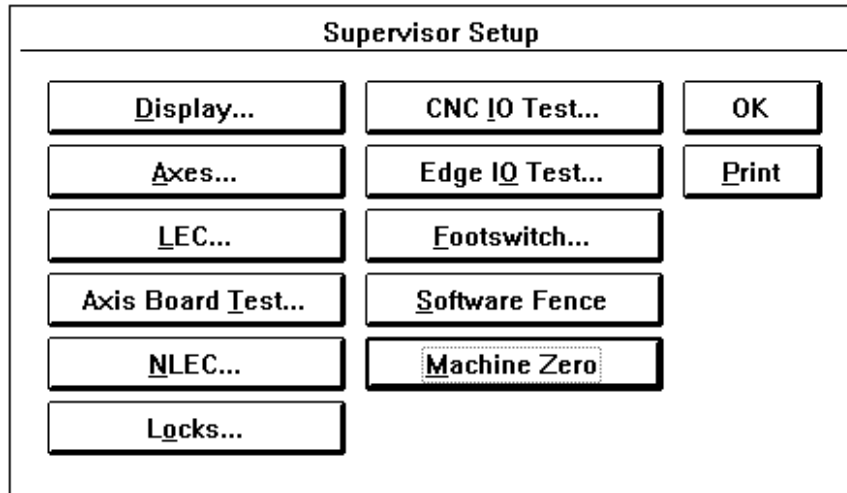 Supervisor Setup
Display... CNC IO Test... OK
Axes... Edge IO Test... Print
LEC... Footswitch...
Axis Board Test... Software Fence
NLEC... Machine Zero
Locks...